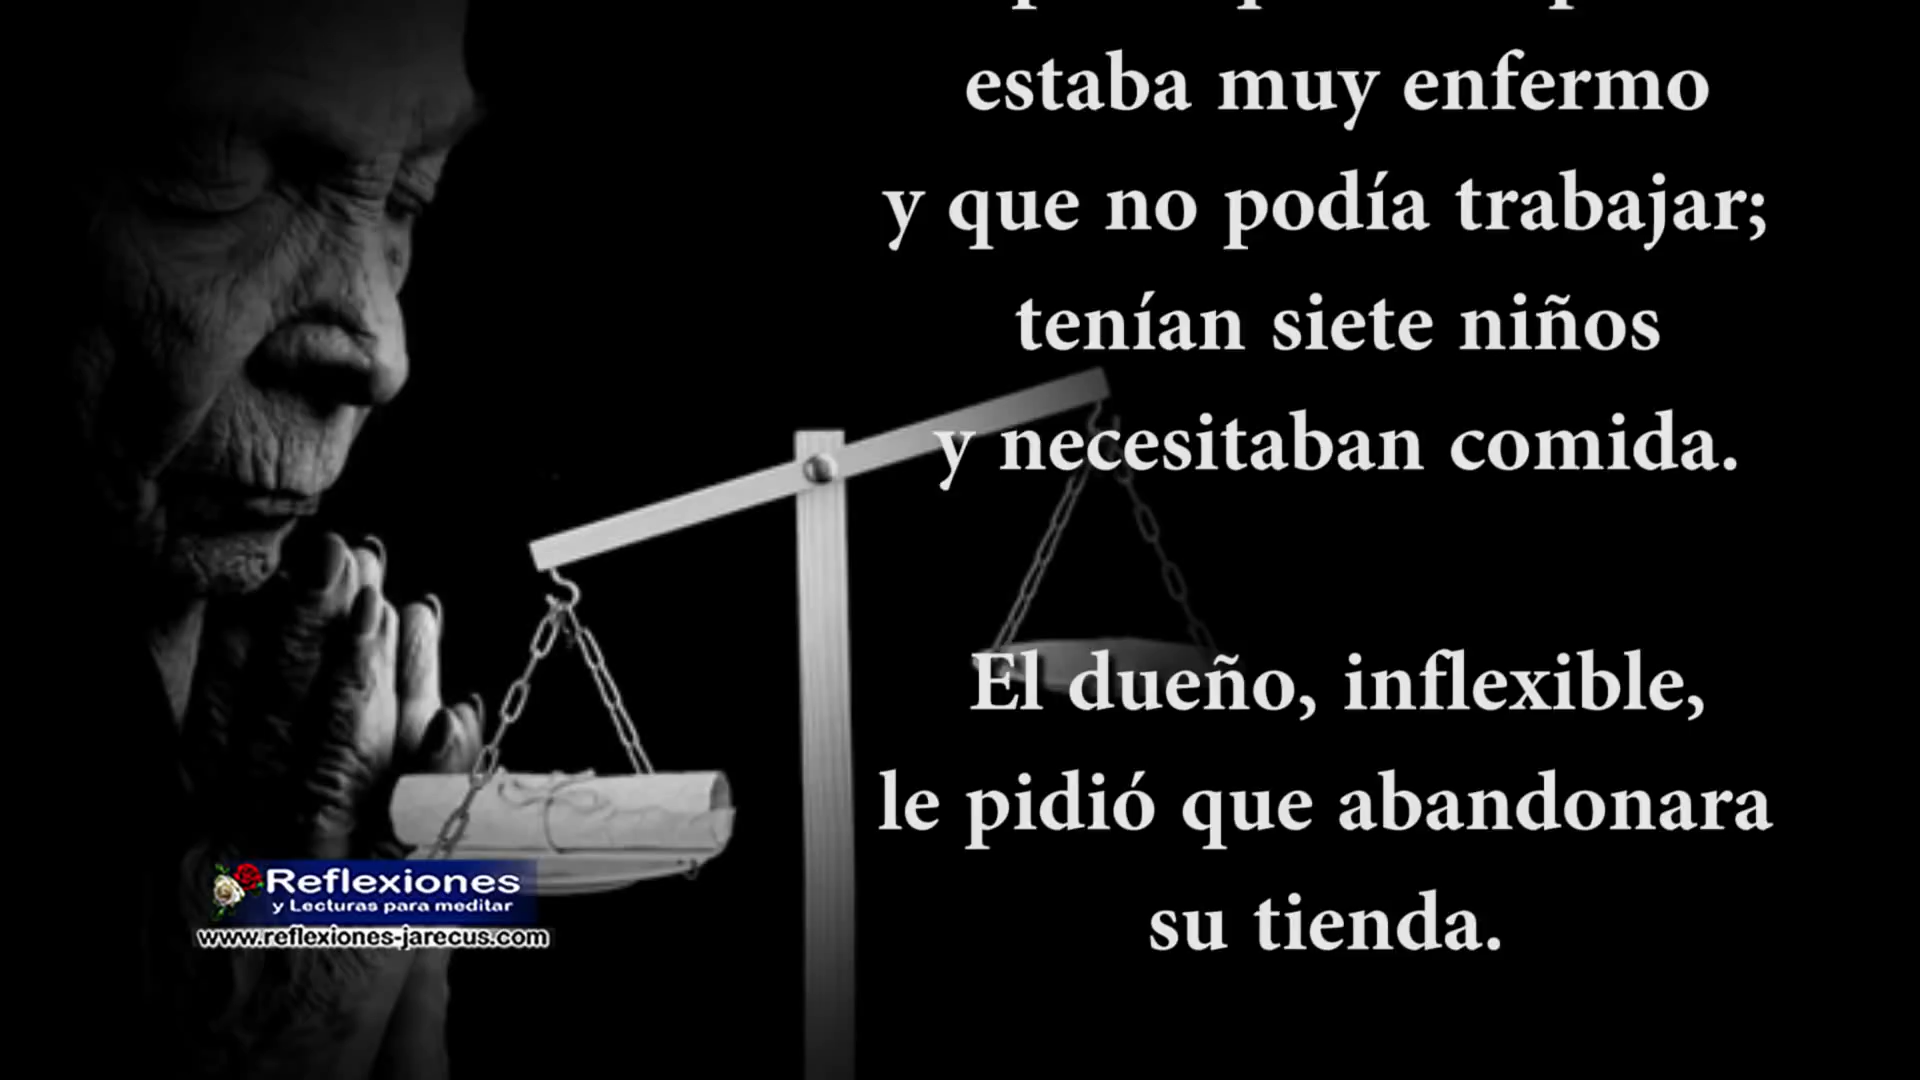 estaba muy enfermo
y que no podía trabajar;
tenían siete niños
y necesitaban comida.
El dueño, inflexible,
le pidió que abandonara
su tienda.
Reflexiones
y Lecturas para meditar
www.reflexiones-jarecus.com